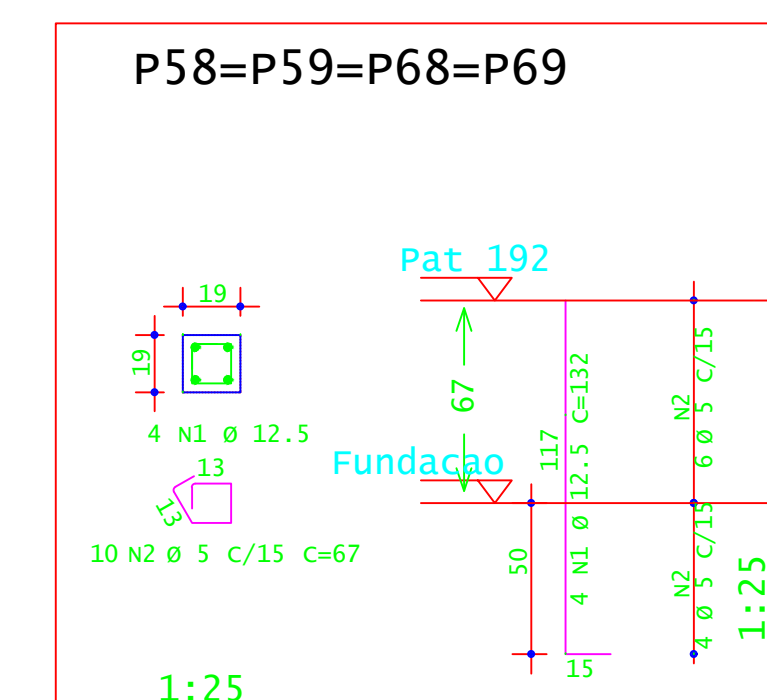 P58=P59=P68=P69
Pat 192
19
19
4 N1 Ø 12.5
13
13
10 N2 Ø 5 C/15 C=67
1:25
67
Fundacao
117
4 N1 Ø 12.5 C=132
50
15
N2
6 Ø 5 C/15
N2
4 Ø 5 C/15
1:25